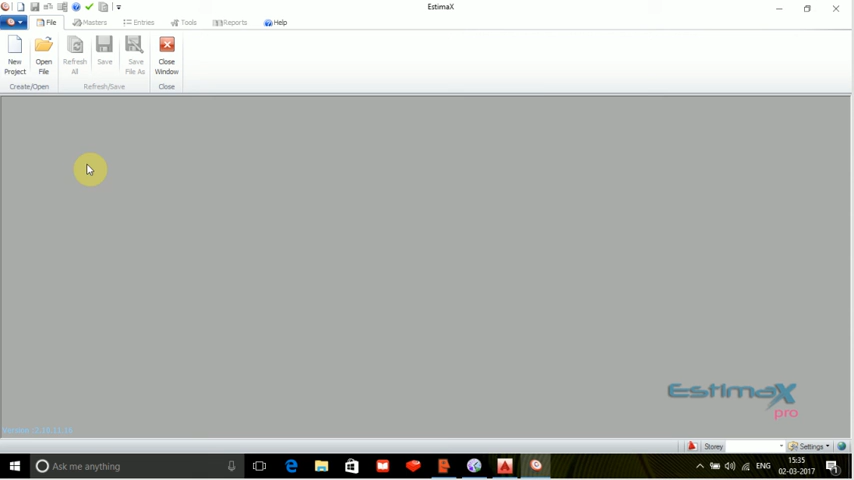 EstimaX
File Masters Entries Tools Reports Help
New Project
Open File
Refresh All
Save
Save File As
Close Window
Create/Open Refresh/Save Close
EstimaX
pro
Storey Settings
Ask me anything
ENG
15:35
02-03-2017